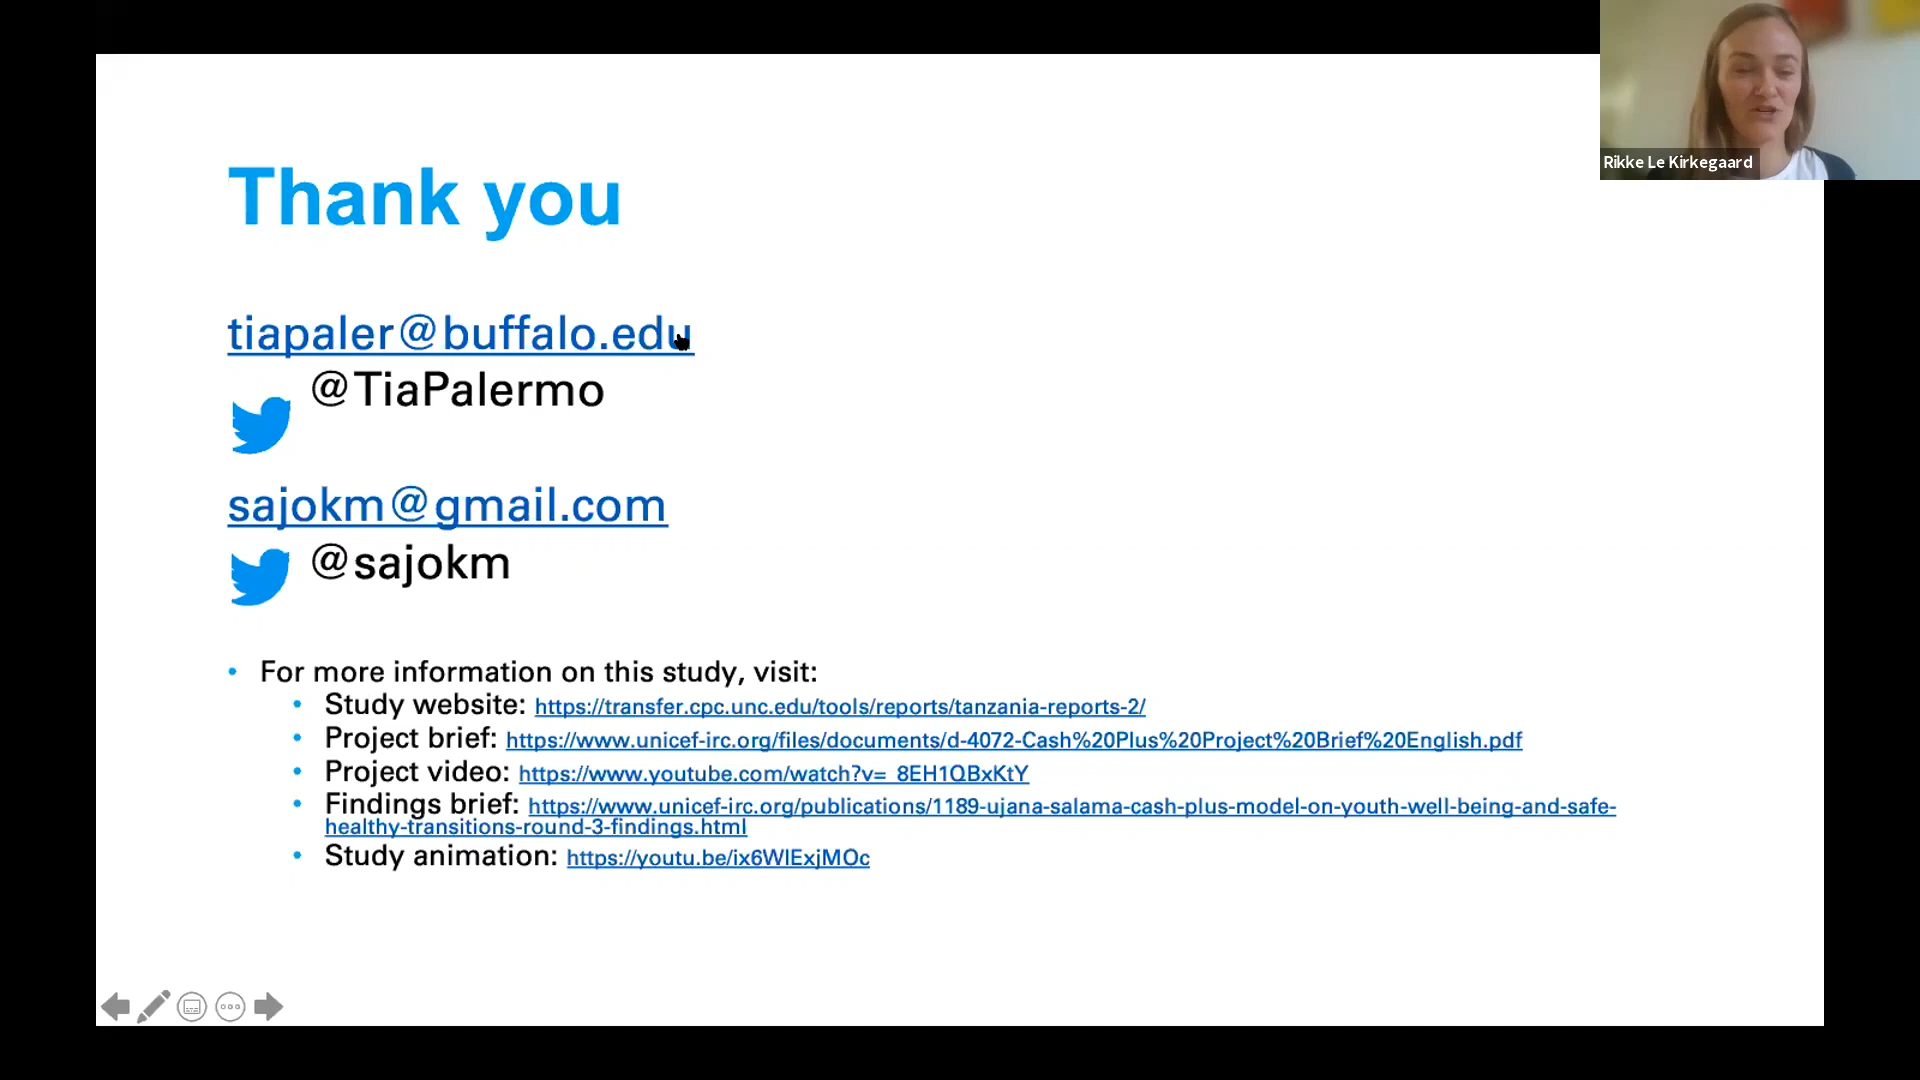 Rikke Le Kirkegaard
Thank you
tiapaler@buffalo.edu
@TiaPalermo
sajokm@gmail.com
@sajokm
• For more information on this study, visit:
• Study website: https://transfer.cpc.unc.edu/tools/reports/tanzania-reports-2/
• Project brief: https://www.unicef-irc.org/files/documents/d-4072-Cash%20Plus%20Project%20Brief%20English.pdf
• Project video: https://www.youtube.com/watch?v=_8EH1QBxKtY
• Findings brief: https://www.unicef-irc.org/publications/1189-ujana-salama-cash-plus-model-on-youth-well-being-and-safe-
healthy-transitions-round-3-findings.html
• Study animation: https://youtu.be/ix6WlExjMOc